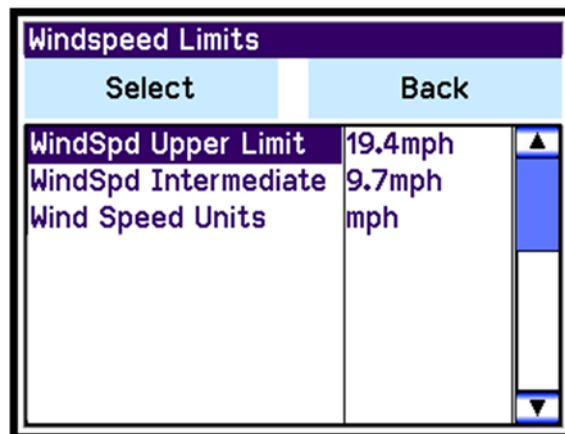 Windspeed Limits
Select Back
WindSpd Upper Limit 19.4mph
WindSpd Intermediate 9.7mph
Wind Speed Units mph